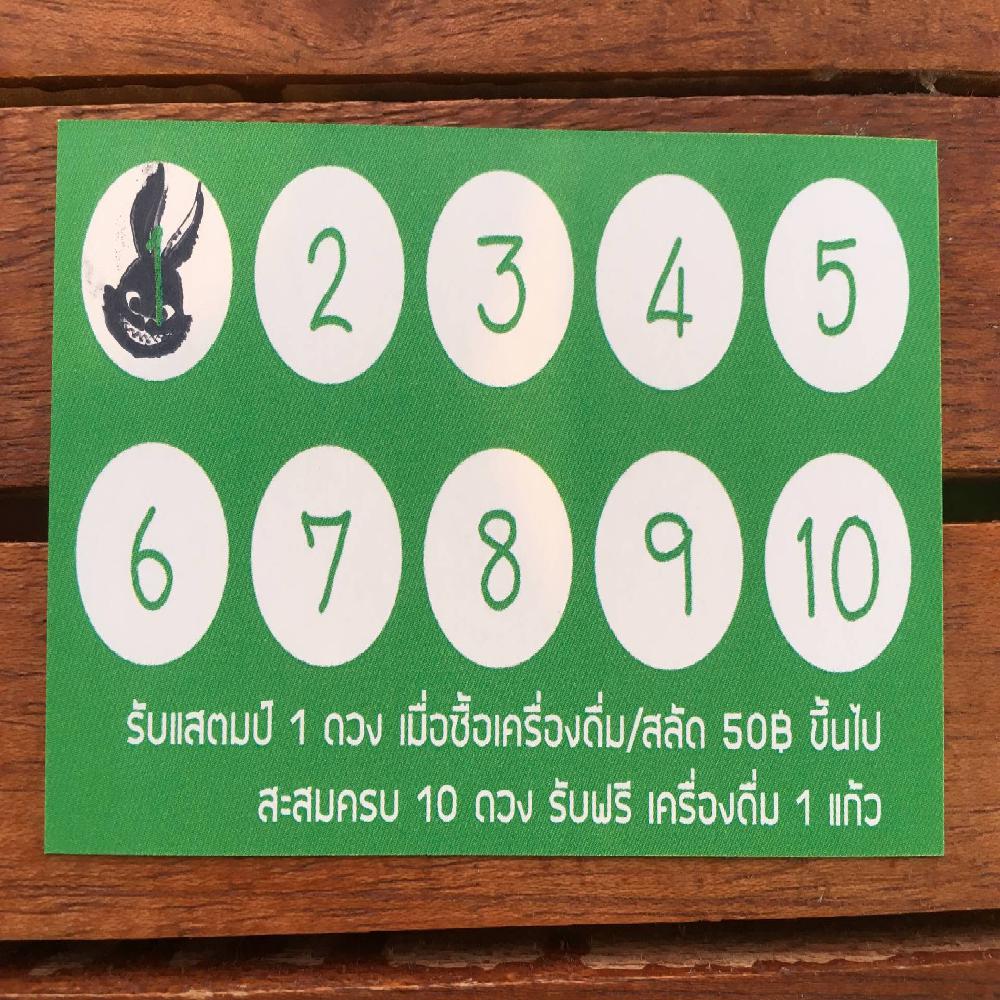 1 2 3 4 5
6 7 8 9 10
รับแสตมป์ 1 ดวง เมื่อซื้อเครื่องดื่ม/สลัด 50฿ ขึ้นไป
สะสมครบ 10 ดวง รับฟรี เครื่องดื่ม 1 แก้ว